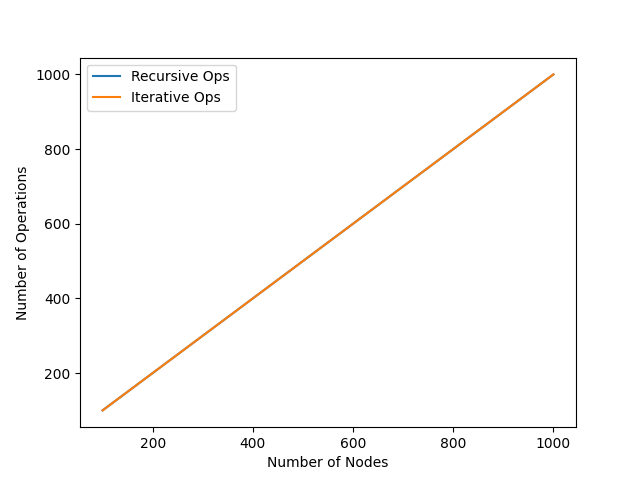 Recursive Ops
Iterative Ops
1000
800
600
400
200
Number of Operations
200 400 600 800 1000
Number of Nodes